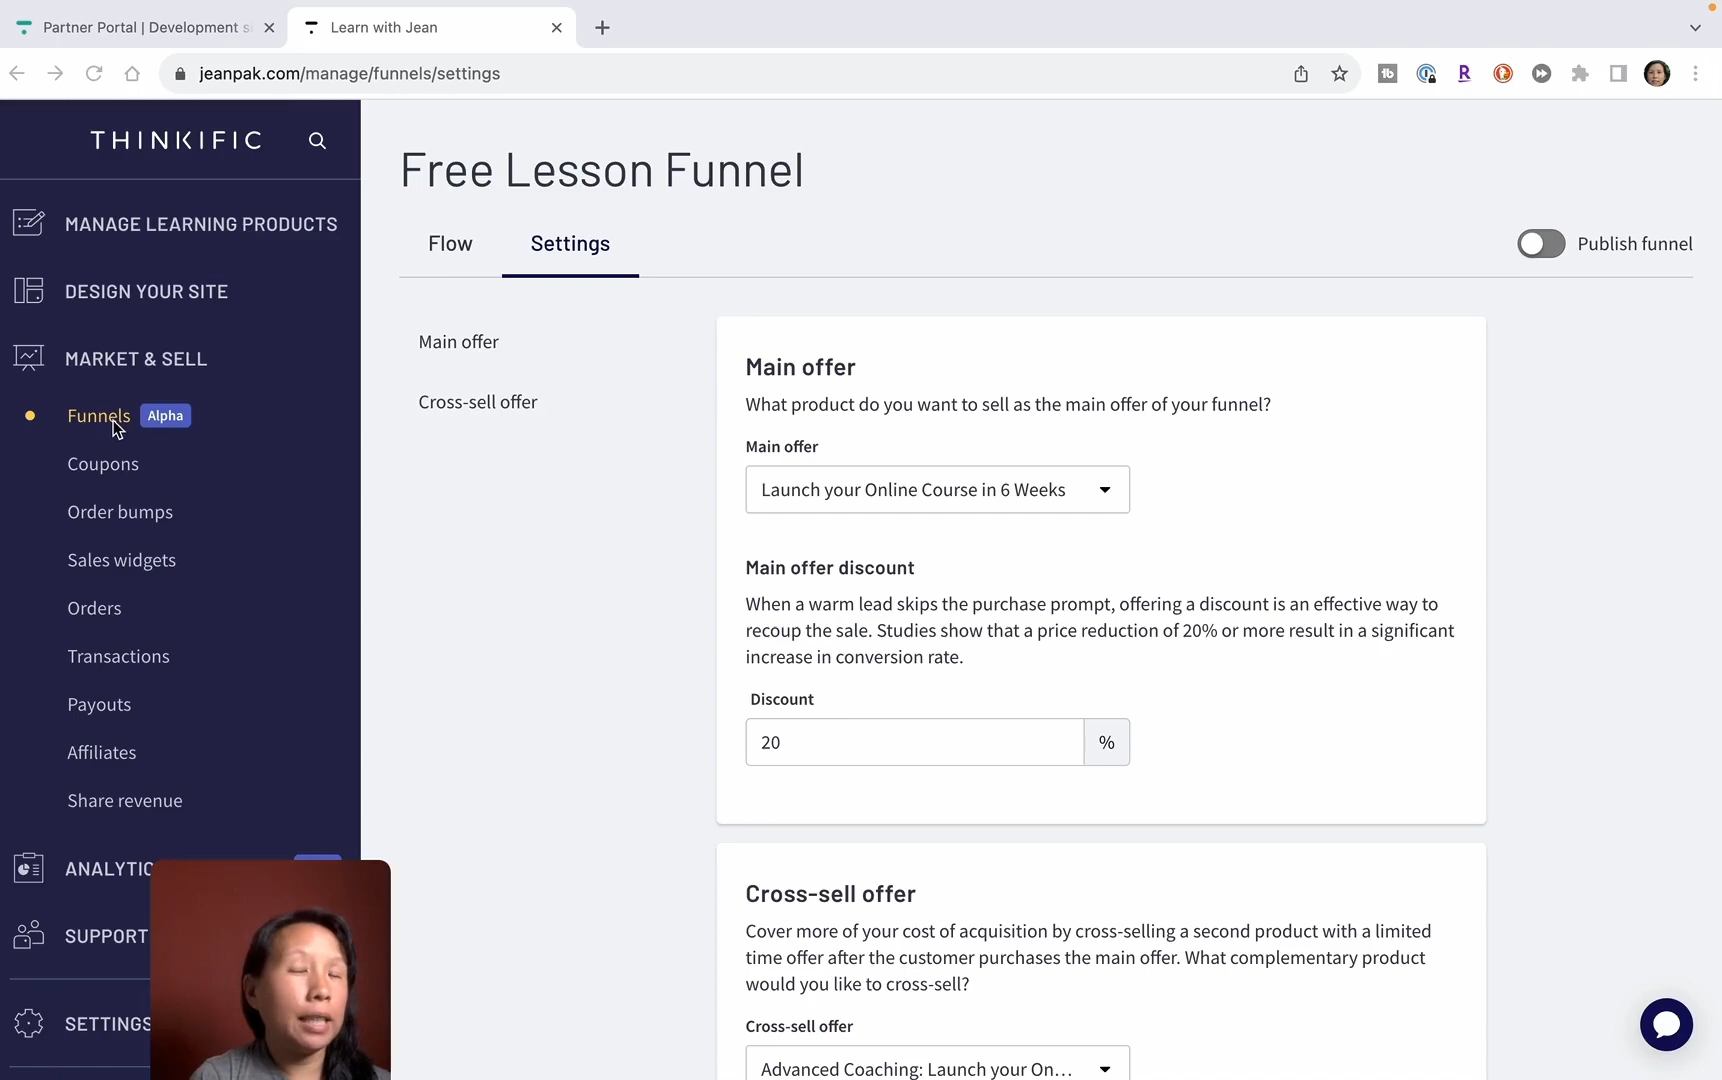 Partner Portal | Development s
Learn with Jean
jeanpak.com/manage/funnels/settings
tb
R
THINKIFIC
MANAGE LEARNING PRODUCTS
DESIGN YOUR SITE
MARKET & SELL
Funnels Alpha
Coupons
Order bumps
Sales widgets
Orders
Transactions
Payouts
Affiliates
Share revenue
ANALYTIC
SUPPORT
SETTINGS
Free Lesson Funnel
Flow Settings
Publish funnel
Main offer
Cross-sell offer
Main offer
What product do you want to sell as the main offer of your funnel?
Main offer
Launch your Online Course in 6 Weeks
Main offer discount
When a warm lead skips the purchase prompt, offering a discount is an effective way to
recoup the sale. Studies show that a price reduction of 20% or more result in a significant
increase in conversion rate.
Discount
20 %
Cross-sell offer
Cover more of your cost of acquisition by cross-selling a second product with a limited
time offer after the customer purchases the main offer. What complementary product
would you like to cross-sell?
Cross-sell offer
Advanced Coaching: Launch your On...